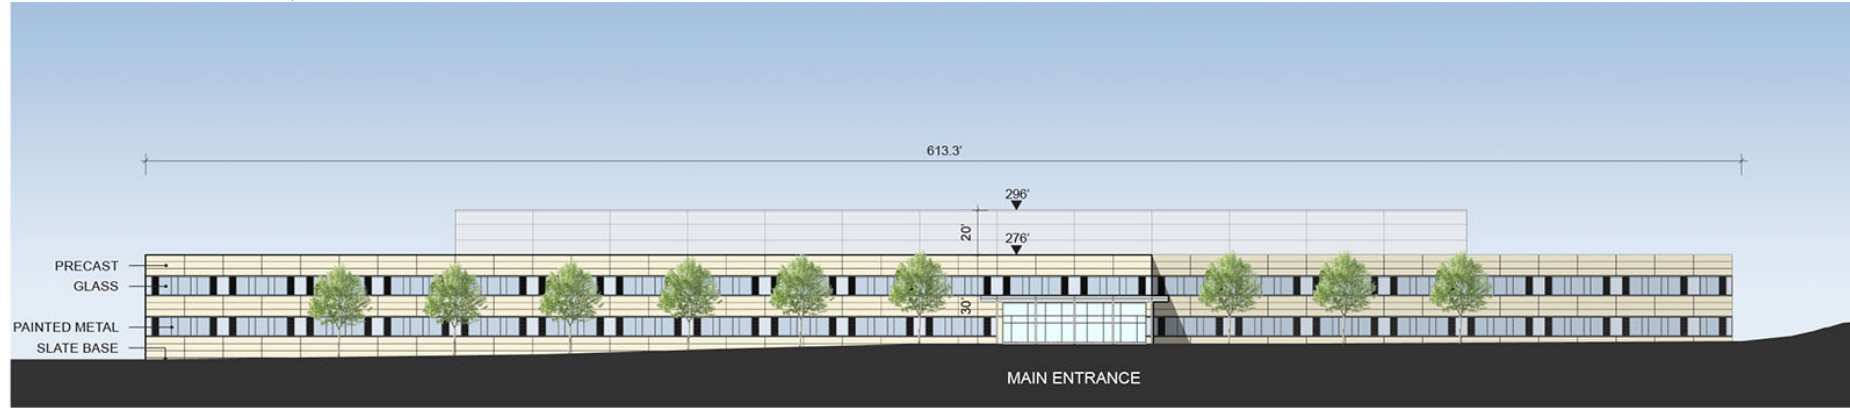 613.3'
296'
20'
276'
PRECAST
GLASS
30'
PAINTED METAL
SLATE BASE
MAIN ENTRANCE